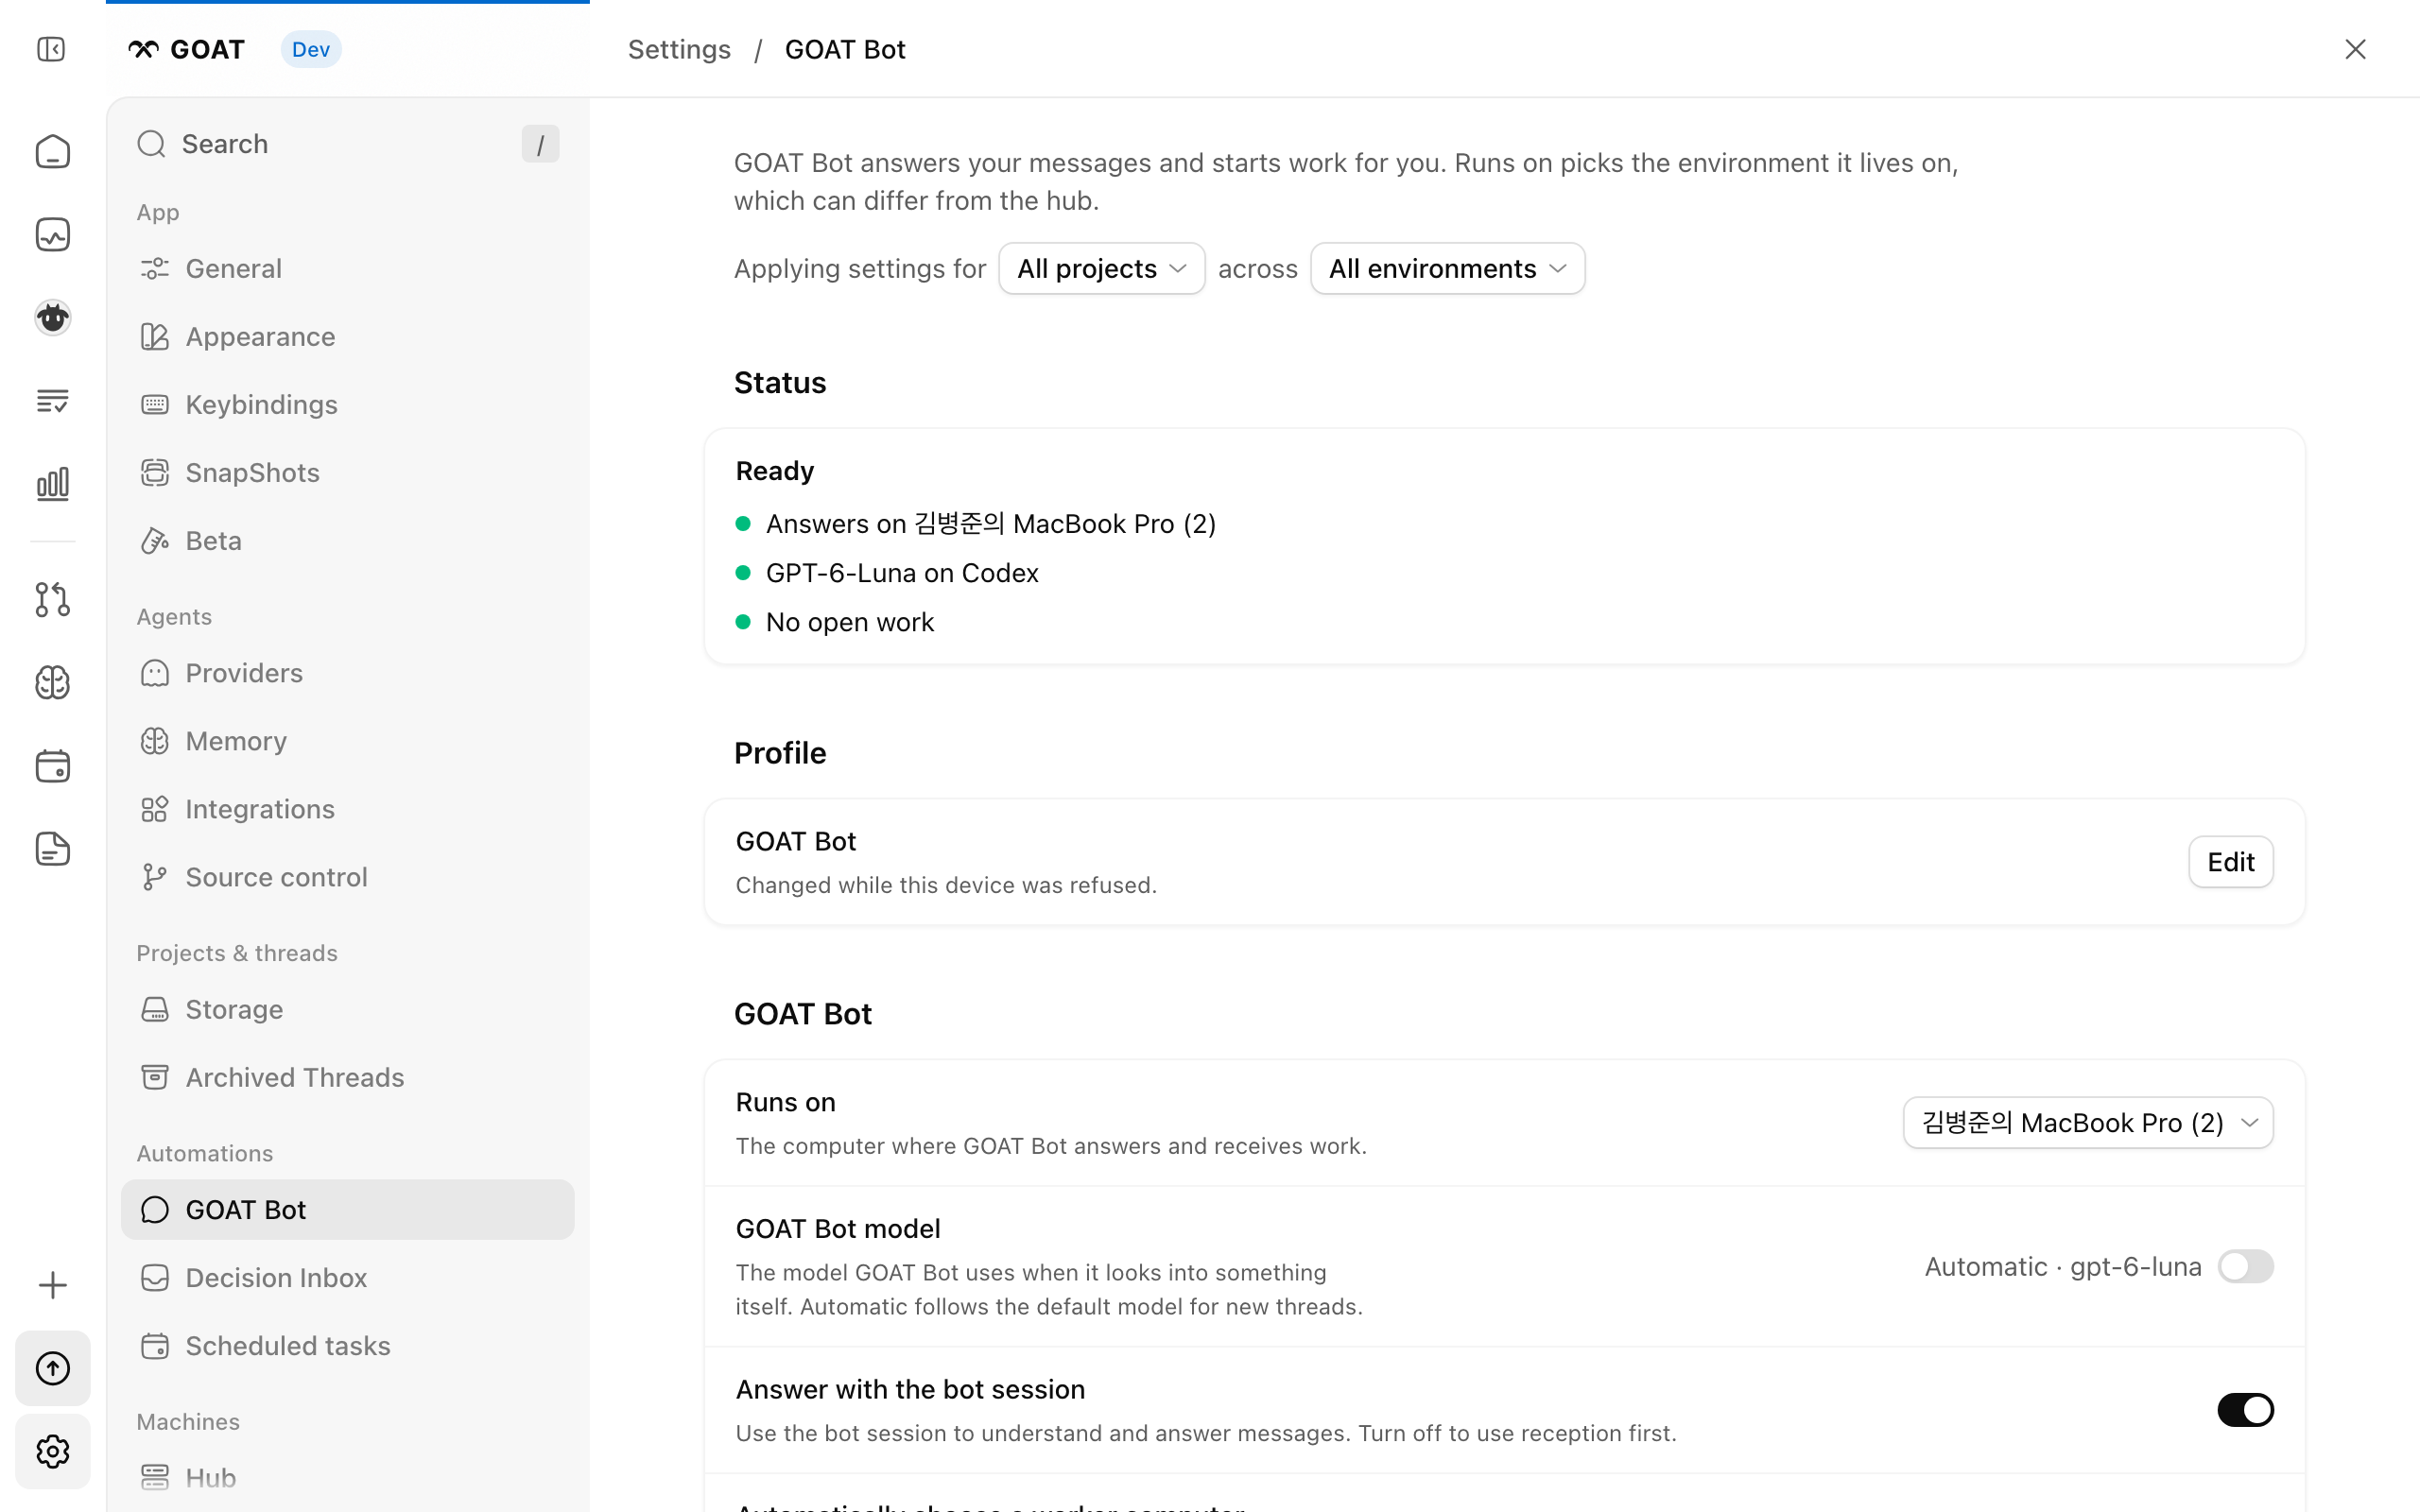 GOAT Dev
Settings / GOAT Bot
Search /
App
General
Appearance
Keybindings
SnapShots
Beta
Agents
Providers
Memory
Integrations
Source control
Projects & threads
Storage
Archived Threads
Automations
GOAT Bot
Decision Inbox
Scheduled tasks
Machines
Hub
GOAT Bot answers your messages and starts work for you. Runs on picks the environment it lives on,
which can differ from the hub.
Applying settings for All projects across All environments
Status
Ready
Answers on 김병준의 MacBook Pro (2)
GPT-6-Luna on Codex
No open work
Profile
GOAT Bot
Changed while this device was refused.
Edit
GOAT Bot
Runs on
The computer where GOAT Bot answers and receives work.
김병준의 MacBook Pro (2)
GOAT Bot model
The model GOAT Bot uses when it looks into something
itself. Automatic follows the default model for new threads.
Automatic · gpt-6-luna
Answer with the bot session
Use the bot session to understand and answer messages. Turn off to use reception first.
Automatically choose a worker computer